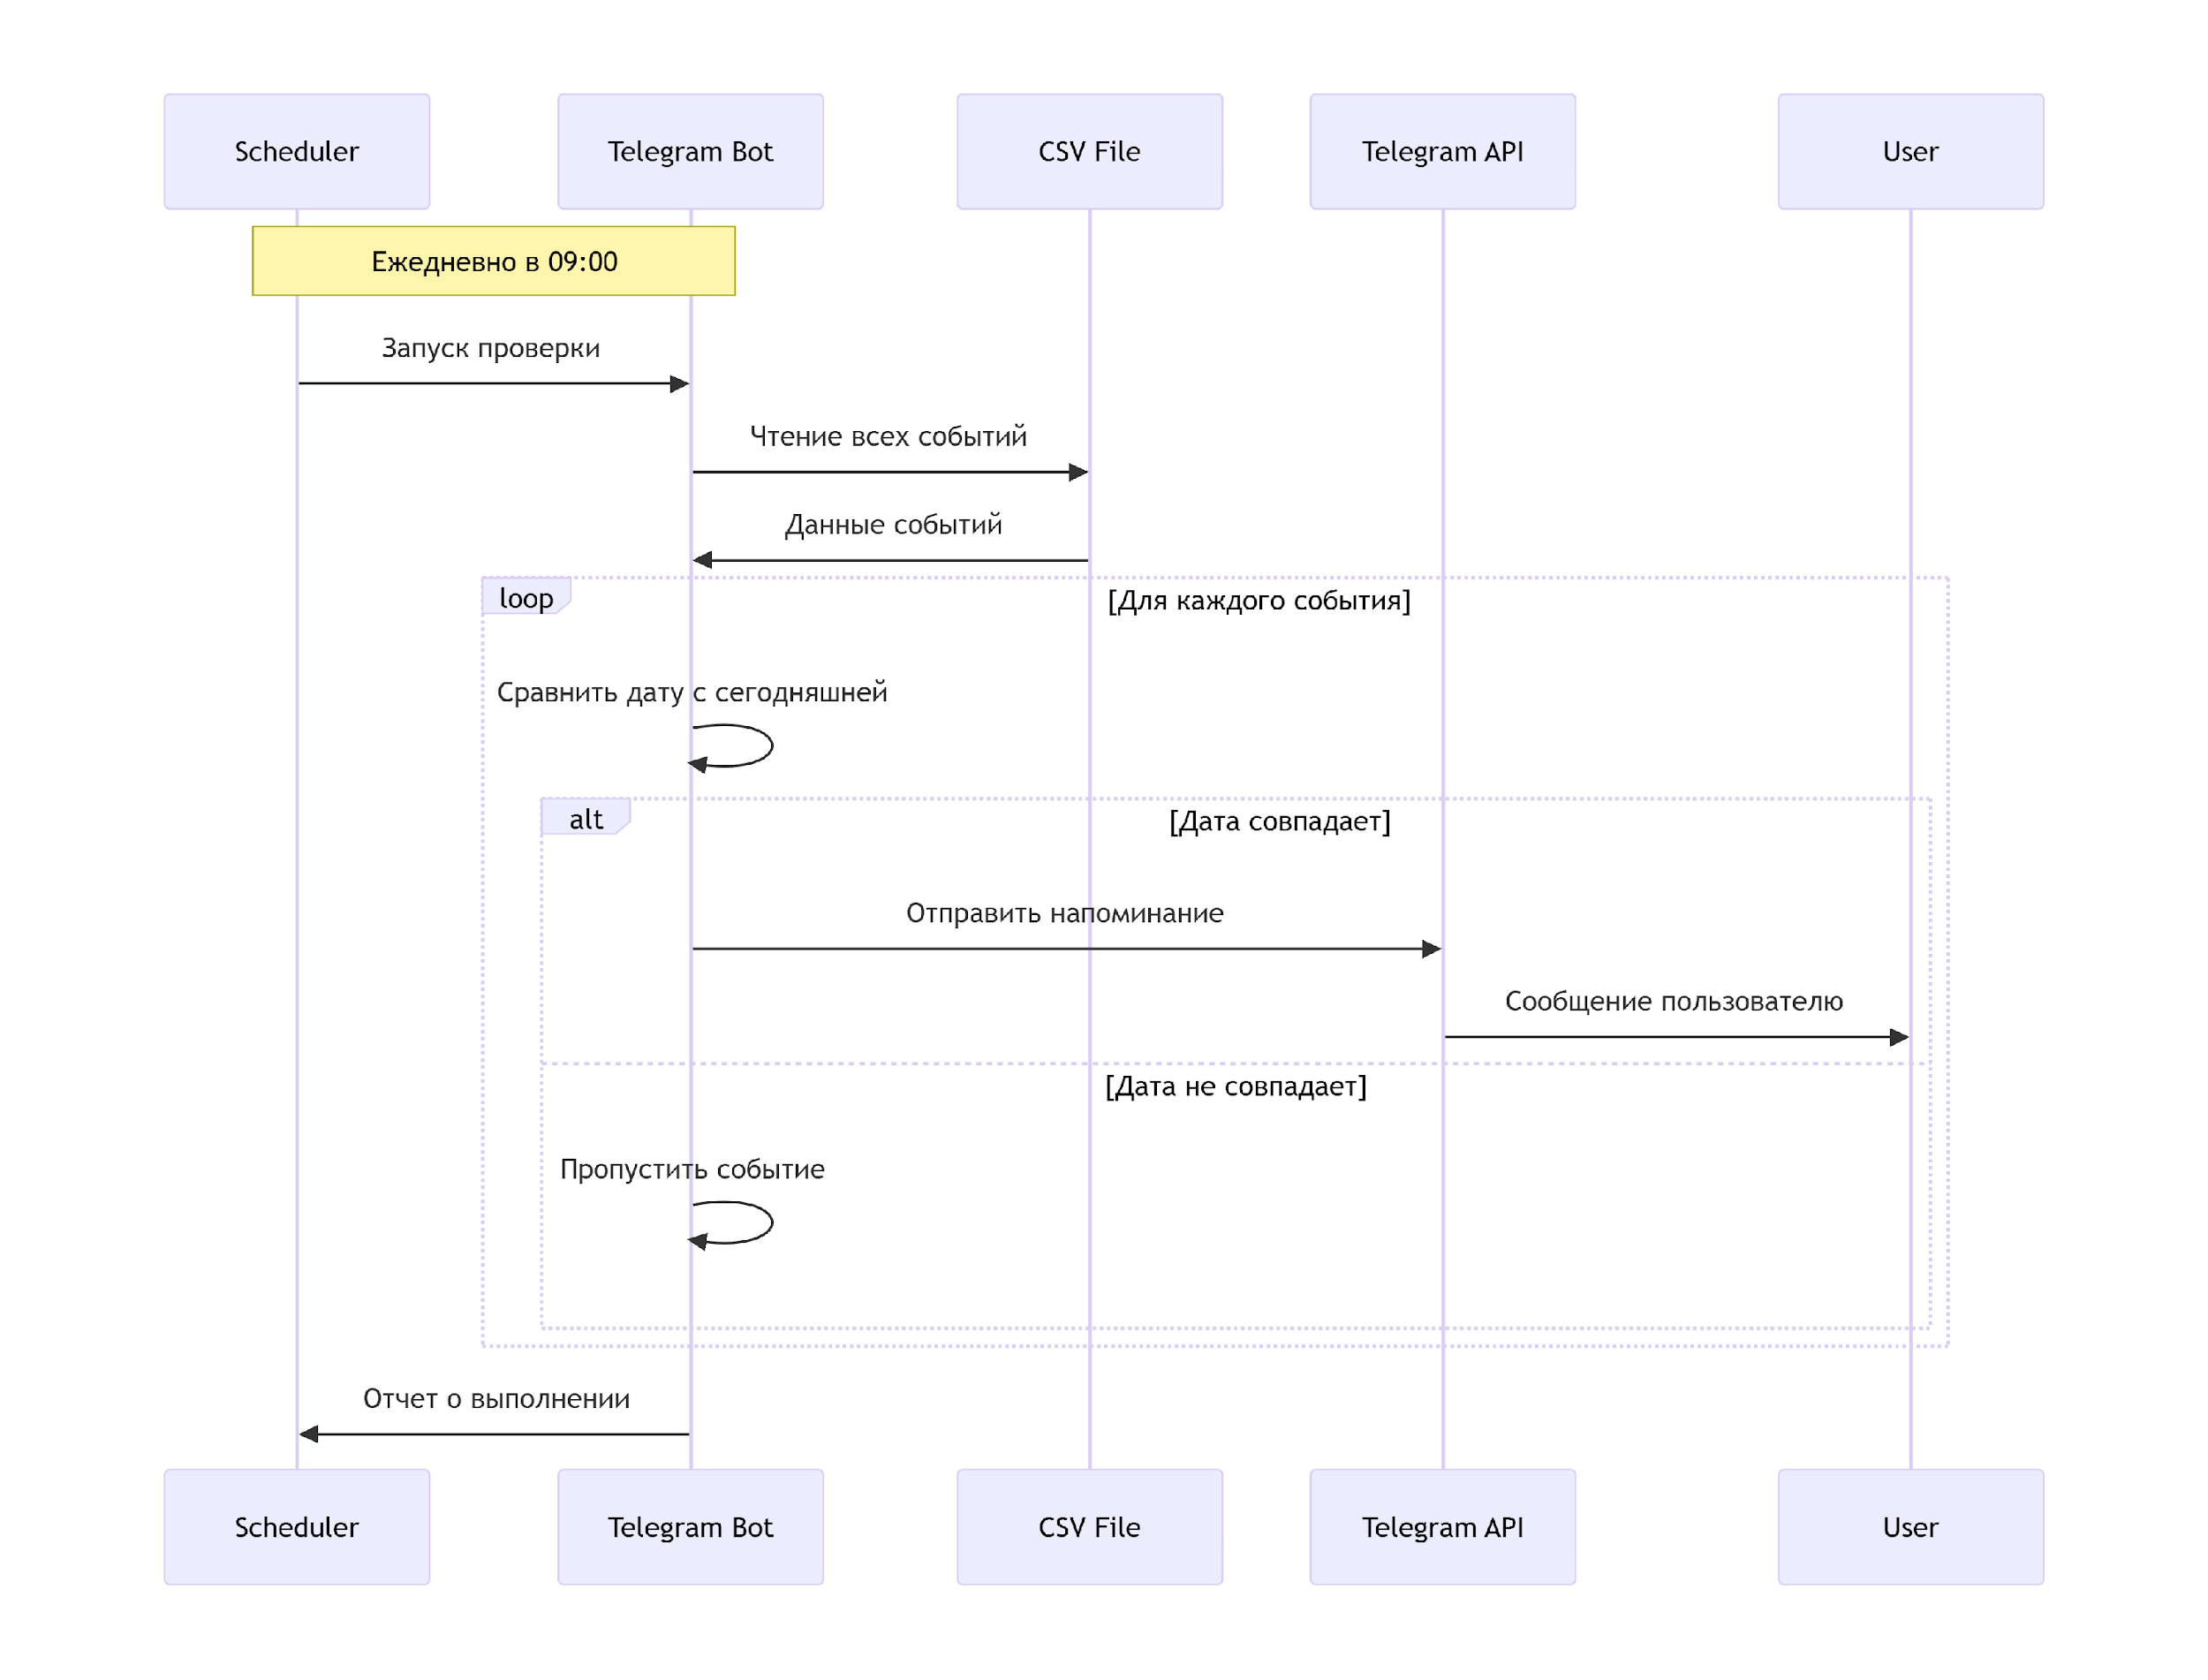 Scheduler
Telegram Bot
CSV File
Telegram API
User
Ежедневно в 09:00
Запуск проверки
Чтение всех событий
Данные событий
loop
[Для каждого события]
Сравнить дату с сегодняшней
alt
[Дата совпадает]
Отправить напоминание
Сообщение пользователю
[Дата не совпадает]
Пропустить событие
Отчет о выполнении
Scheduler
Telegram Bot
CSV File
Telegram API
User